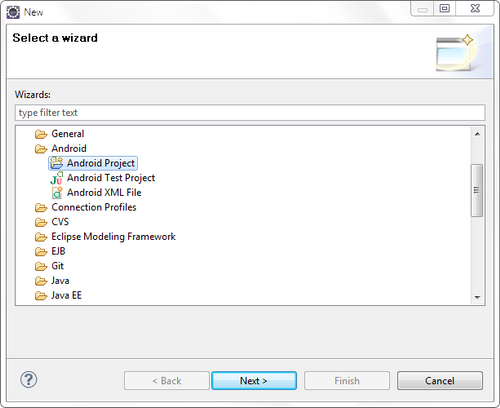 New
Select a wizard
Wizards:
type filter text
General
Android
Android Project
Android Test Project
Android XML File
Connection Profiles
CVS
Eclipse Modeling Framework
EJB
Git
Java
Java EE
< Back
Next >
Finish
Cancel